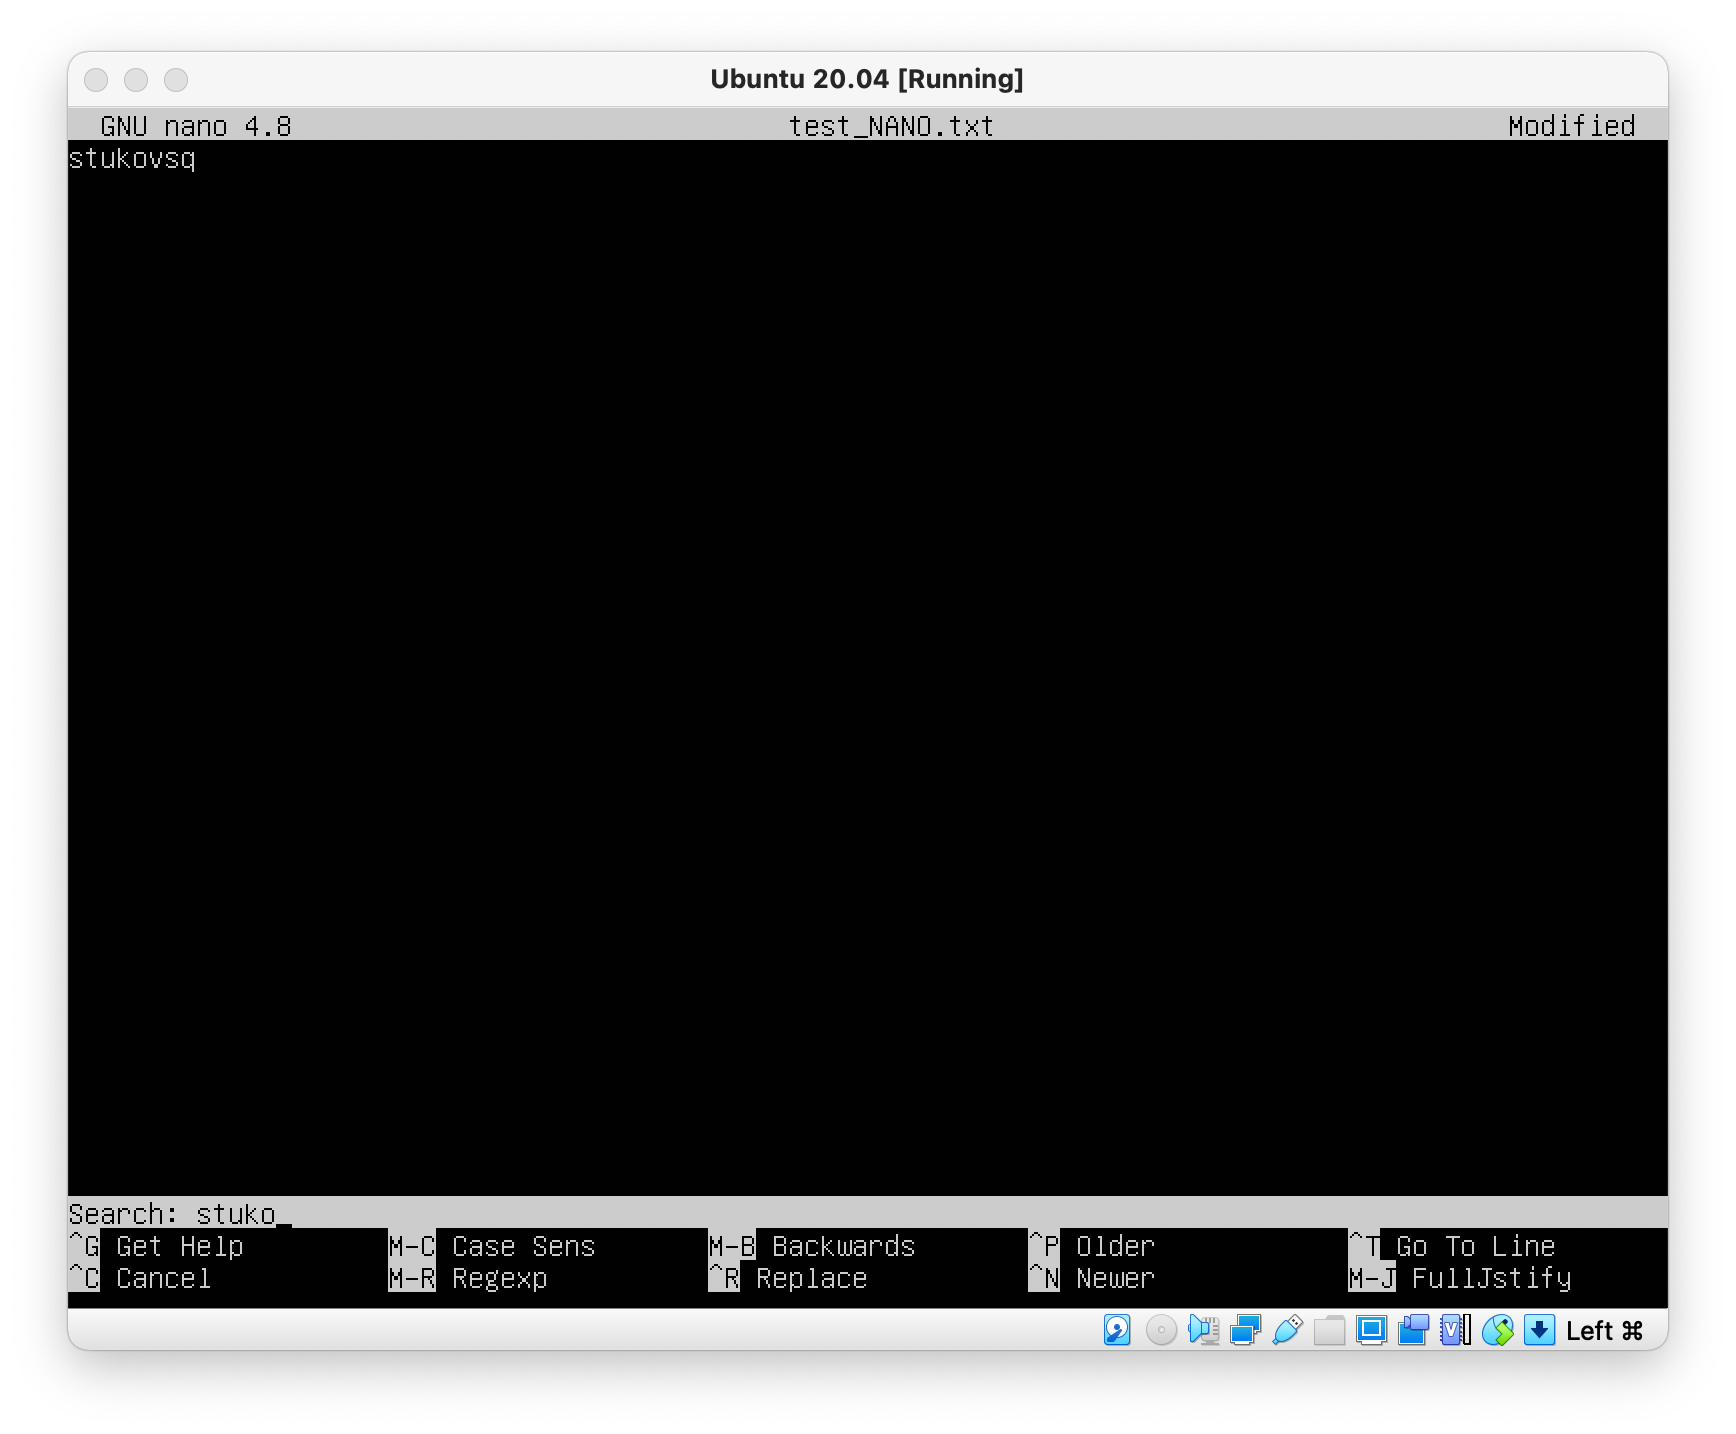 Ubuntu 20.04 [Running]
GNU nano 4.8 test_NANO.txt Modified
stukovsq
Search: stuko_
^G Get Help M-C Case Sens M-B Backwards ^P Older ^T Go To Line
^C Cancel M-R Regexp ^R Replace ^N Newer M-J FullJstify
Left ⌘